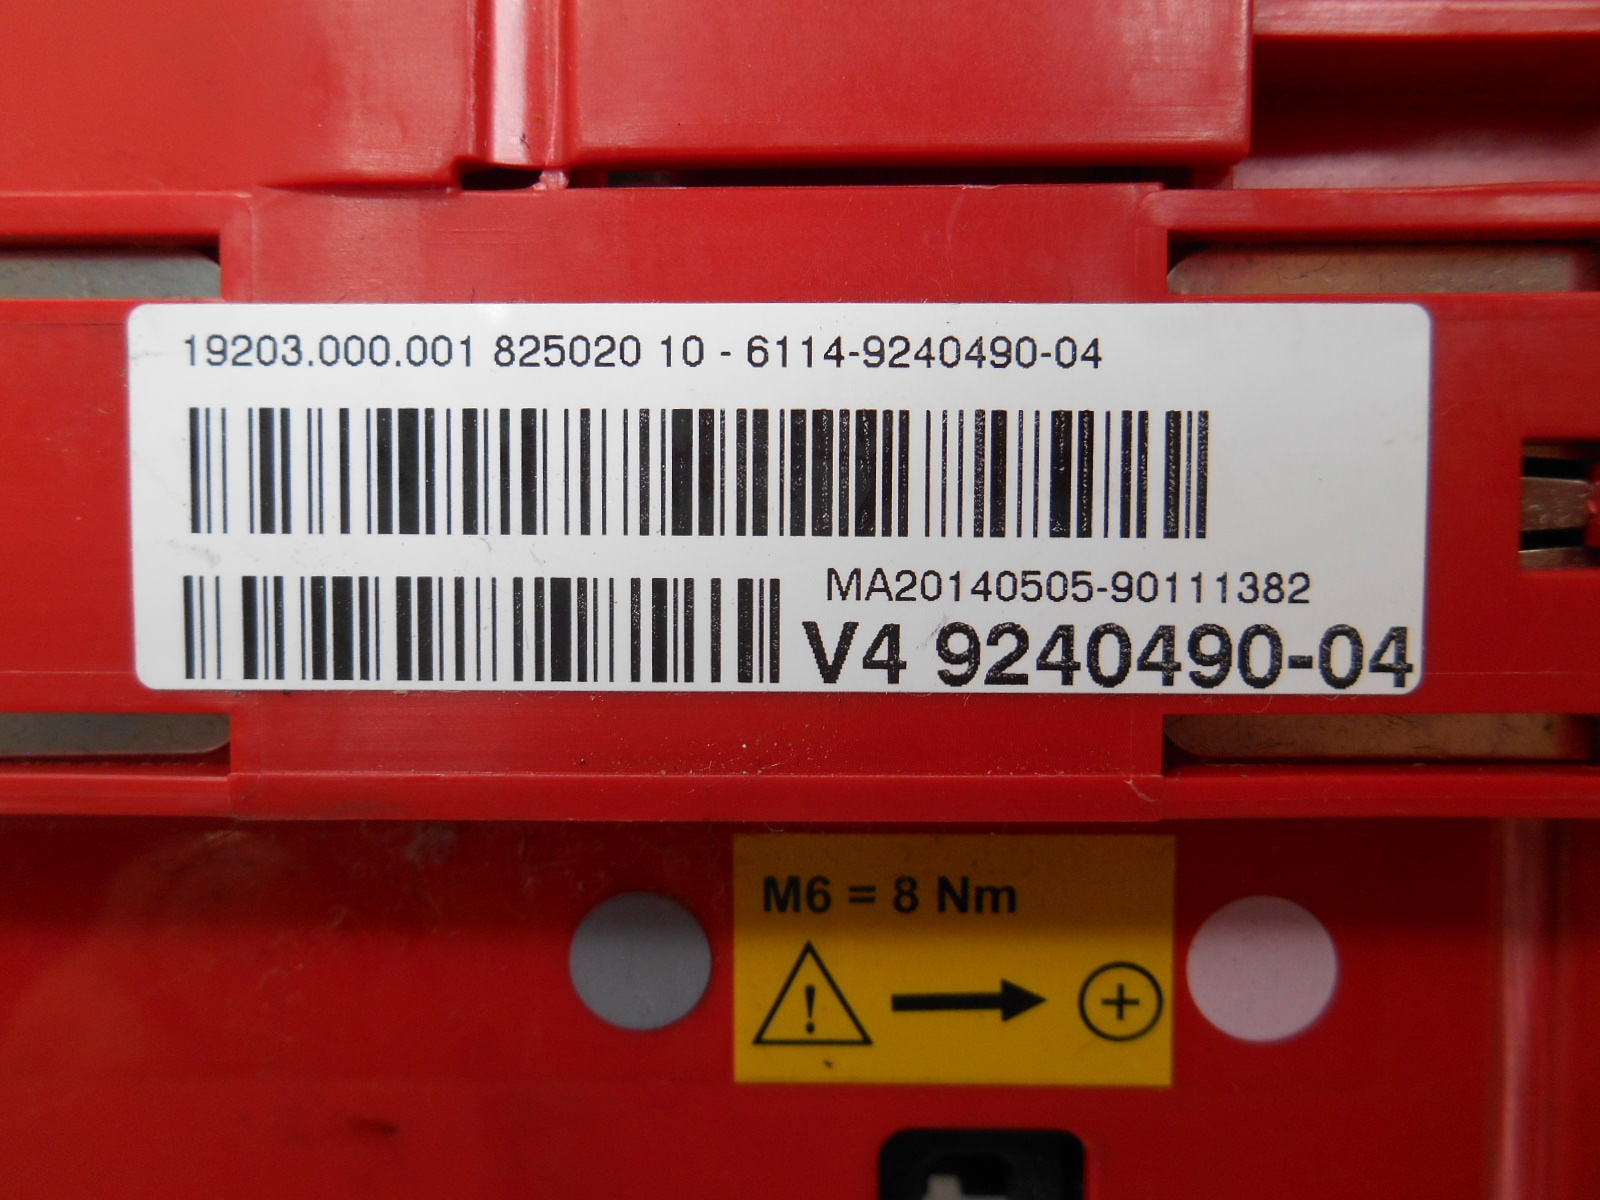 19203.000.001 825020 10 - 6114-9240490-04
MA20140505-90111382
V4 9240490-04
M6 = 8 Nm